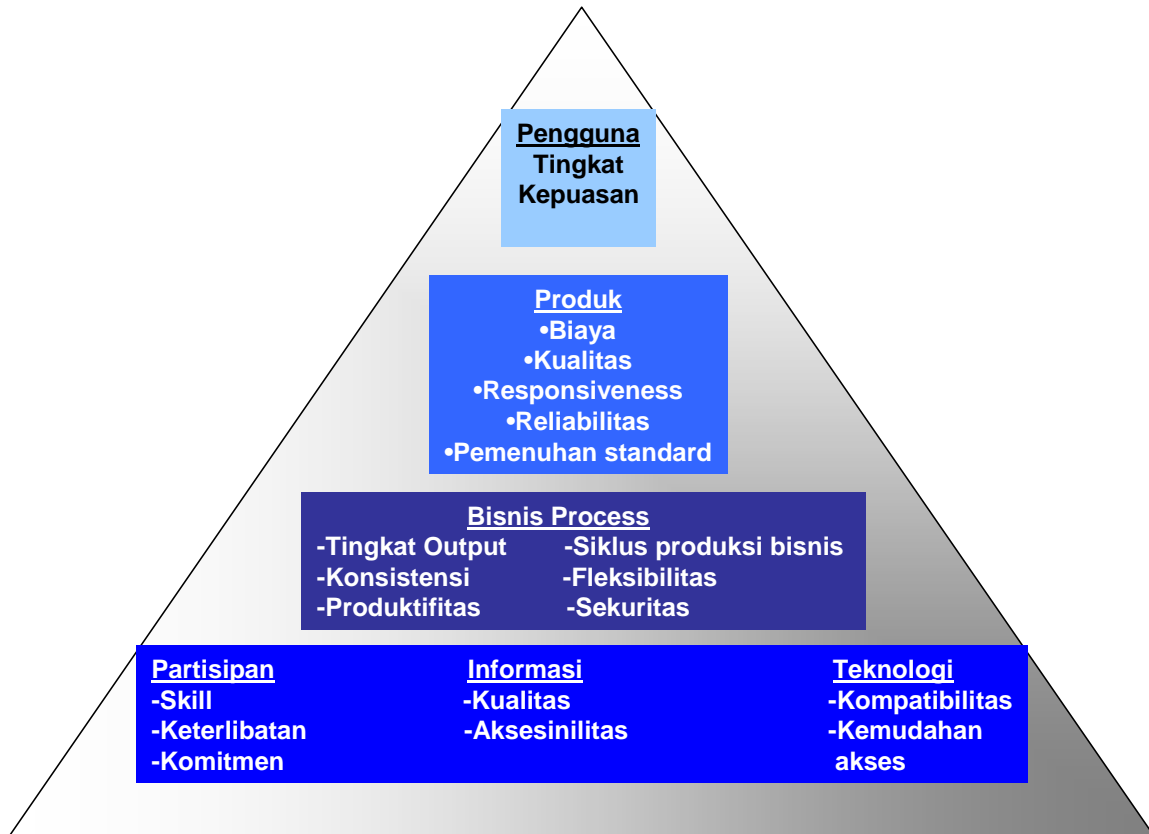 Pengguna
Tingkat
Kepuasan
Produk
•Biaya
•Kualitas
•Responsiveness
•Reliabilitas
•Pemenuhan standard
Bisnis Process
-Tingkat Output -Siklus produksi bisnis
-Konsistensi -Fleksibilitas
-Produktifitas -Sekuritas
Partisipan Informasi Teknologi
-Skill -Kualitas -Kompatibilitas
-Keterlibatan -Aksesinilitas -Kemudahan
-Komitmen akses